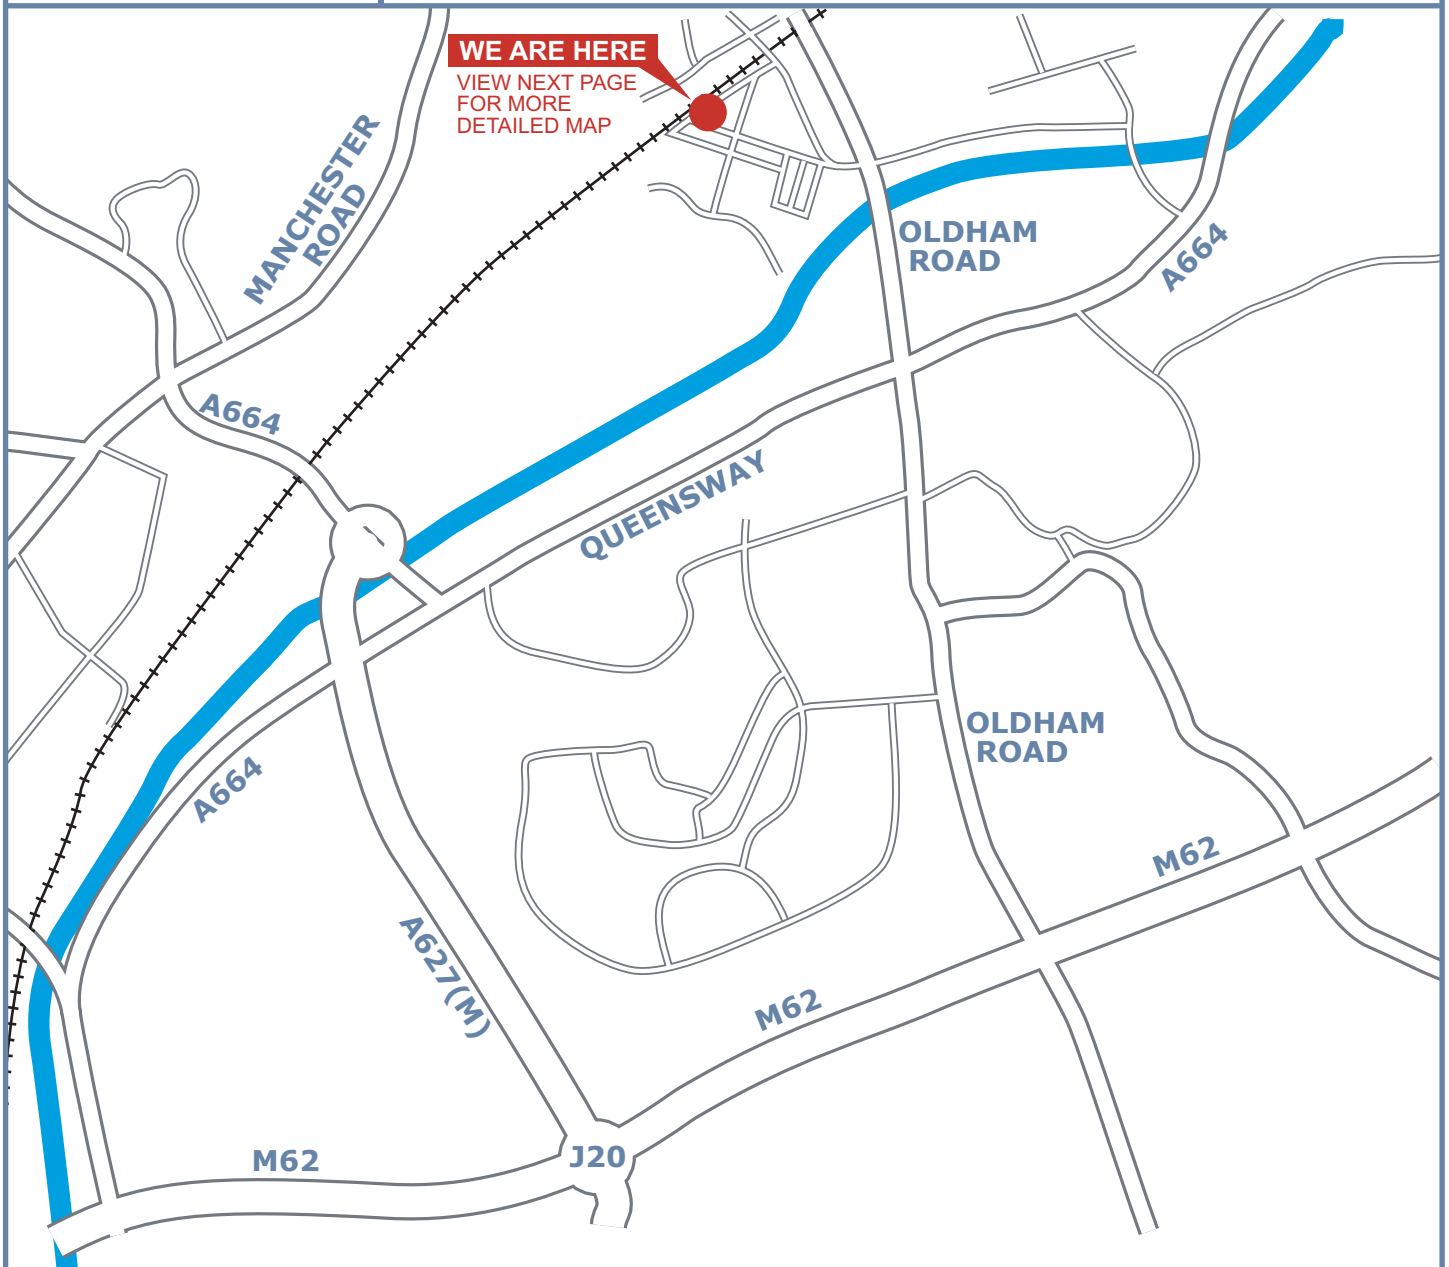 WE ARE HERE
VIEW NEXT PAGE
FOR MORE
DETAILED MAP
MANCHESTER
ROAD
OLDHAM
ROAD
A664
A664
QUEENSWAY
OLDHAM
ROAD
A664
M62
A627(M)
M62
M62
J20